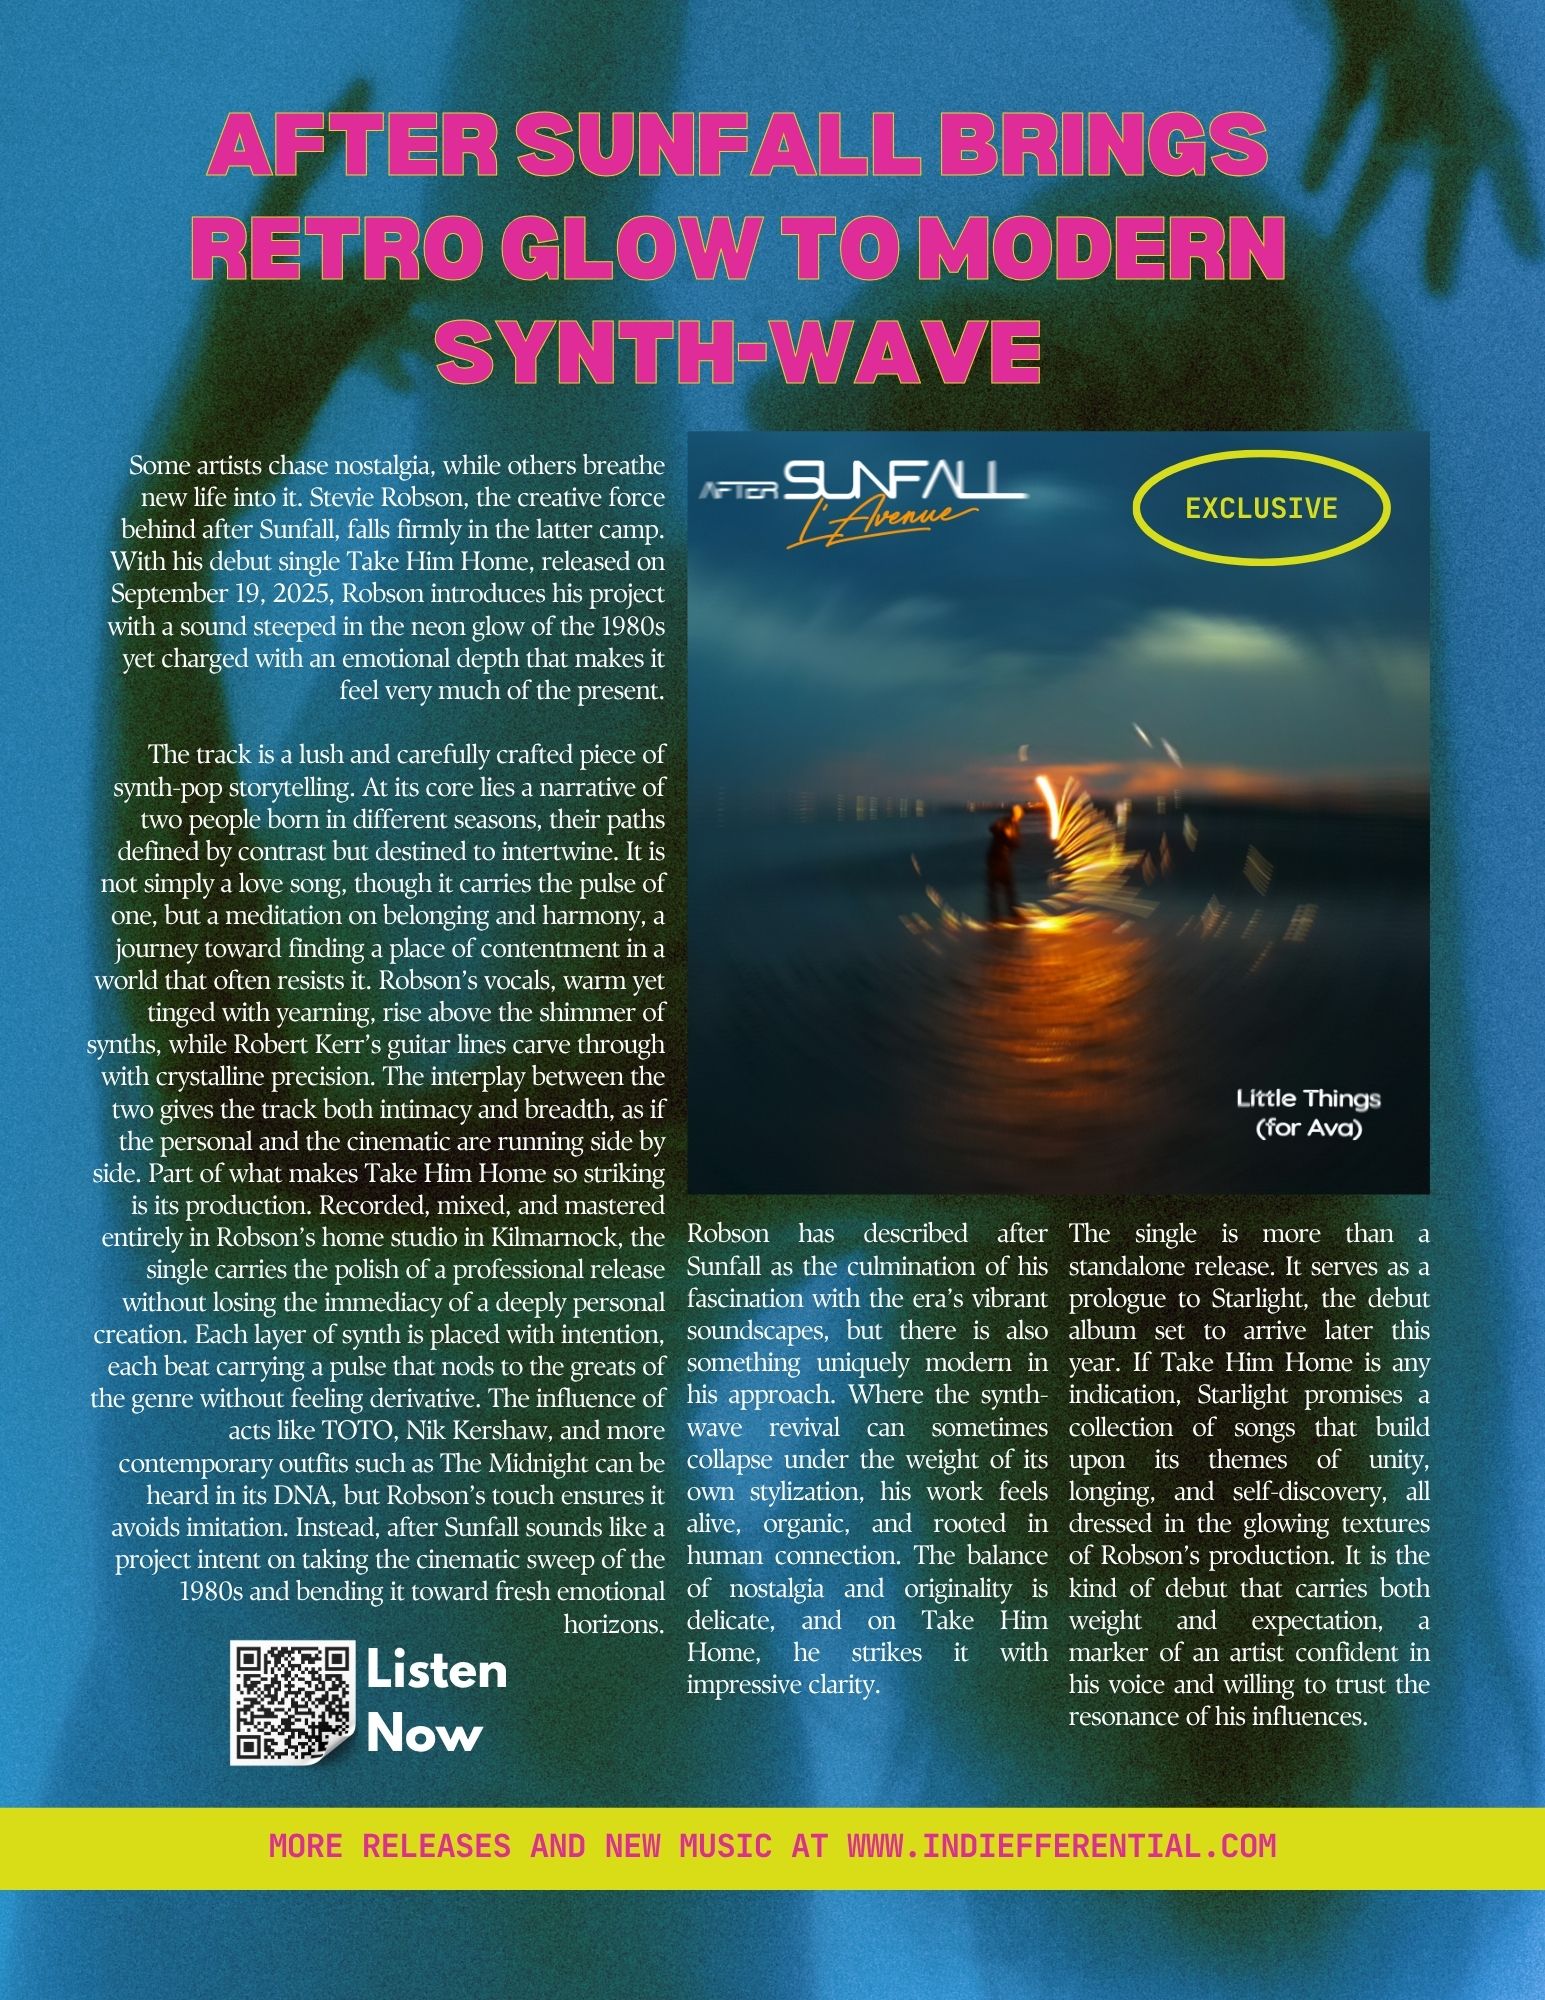 AFTER SUNFALL BRINGS
RETRO GLOW TO MODERN
SYNTH-WAVE
Some artists chase nostalgia, while others breathe
new life into it. Stevie Robson, the creative force
behind after Sunfall, falls firmly in the latter camp.
With his debut single Take Him Home, released on
September 19, 2025, Robson introduces his project
with a sound steeped in the neon glow of the 1980s
yet charged with an emotional depth that makes it
feel very much of the present.
The track is a lush and carefully crafted piece of
synth-pop storytelling. At its core lies a narrative of
two people born in different seasons, their paths
defined by contrast but destined to intertwine. It is
not simply a love song, though it carries the pulse of
one, but a meditation on belonging and harmony, a
journey toward finding a place of contentment in a
world that often resists it. Robson’s vocals, warm yet
tinged with yearning, rise above the shimmer of
synths, while Robert Kerr’s guitar lines carve through
with crystalline precision. The interplay between the
two gives the track both intimacy and breadth, as if
the personal and the cinematic are running side by
side. Part of what makes Take Him Home so striking
is its production. Recorded, mixed, and mastered
entirely in Robson’s home studio in Kilmarnock, the
single carries the polish of a professional release
without losing the immediacy of a deeply personal
creation. Each layer of synth is placed with intention,
each beat carrying a pulse that nods to the greats of
the genre without feeling derivative. The influence of
acts like TOTO, Nik Kershaw, and more
contemporary outfits such as The Midnight can be
heard in its DNA, but Robson’s touch ensures it
avoids imitation. Instead, after Sunfall sounds like a
project intent on taking the cinematic sweep of the
1980s and bending it toward fresh emotional
horizons.
Listen
Now
AFTER SUNFALL
L'Avenue
EXCLUSIVE
Little Things
(for Ava)
Robson has described after
Sunfall as the culmination of his
fascination with the era’s vibrant
soundscapes, but there is also
something uniquely modern in
his approach. Where the synth-
wave revival can sometimes
collapse under the weight of its
own stylization, his work feels
alive, organic, and rooted in
human connection. The balance
of nostalgia and originality is
delicate, and on Take Him
Home, he strikes it with
impressive clarity.
The single is more than a
standalone release. It serves as a
prologue to Starlight, the debut
album set to arrive later this
year. If Take Him Home is any
indication, Starlight promises a
collection of songs that build
upon its themes of unity,
longing, and self-discovery, all
dressed in the glowing textures
of Robson’s production. It is the
kind of debut that carries both
weight and expectation, a
marker of an artist confident in
his voice and willing to trust the
resonance of his influences.
MORE RELEASES AND NEW MUSIC AT WWW.INDIEFFERENTIAL.COM